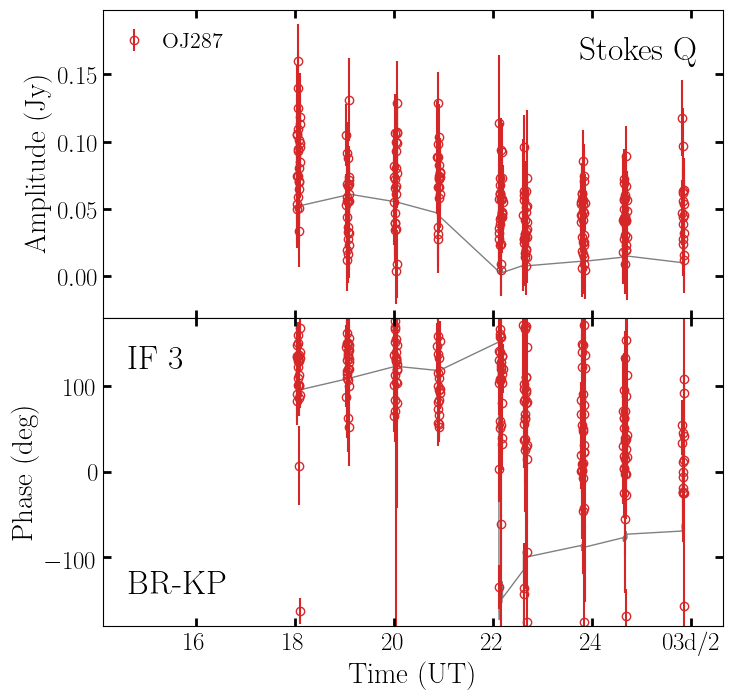 OJ287
Stokes Q
Amplitude (Jy)
0.15
0.10
0.05
0.00
IF 3
BR-KP
Phase (deg)
100
0
−100
16 18 20 22 24 03d/2
Time (UT)